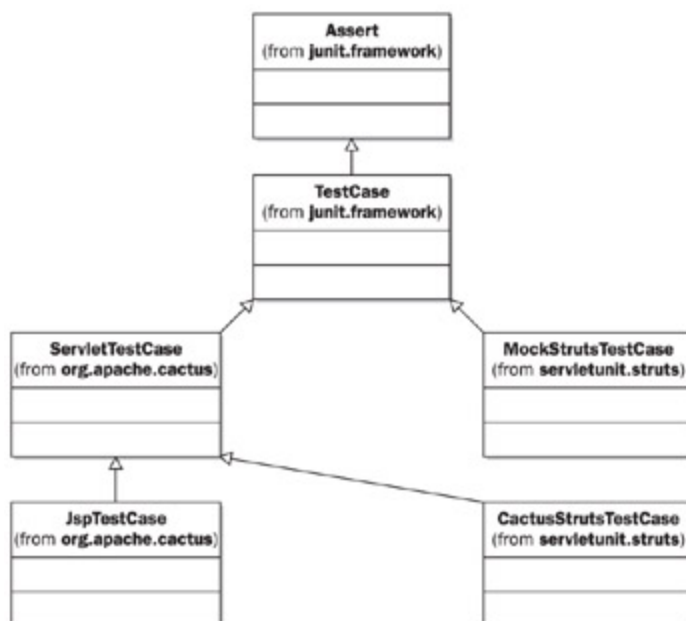 Assert
(from junit.framework)
TestCase
(from junit.framework)
ServletTestCase
(from org.apache.cactus)
MockStrutsTestCase
(from servletunit.struts)
JspTestCase
(from org.apache.cactus)
CactusStrutsTestCase
(from servletunit.struts)